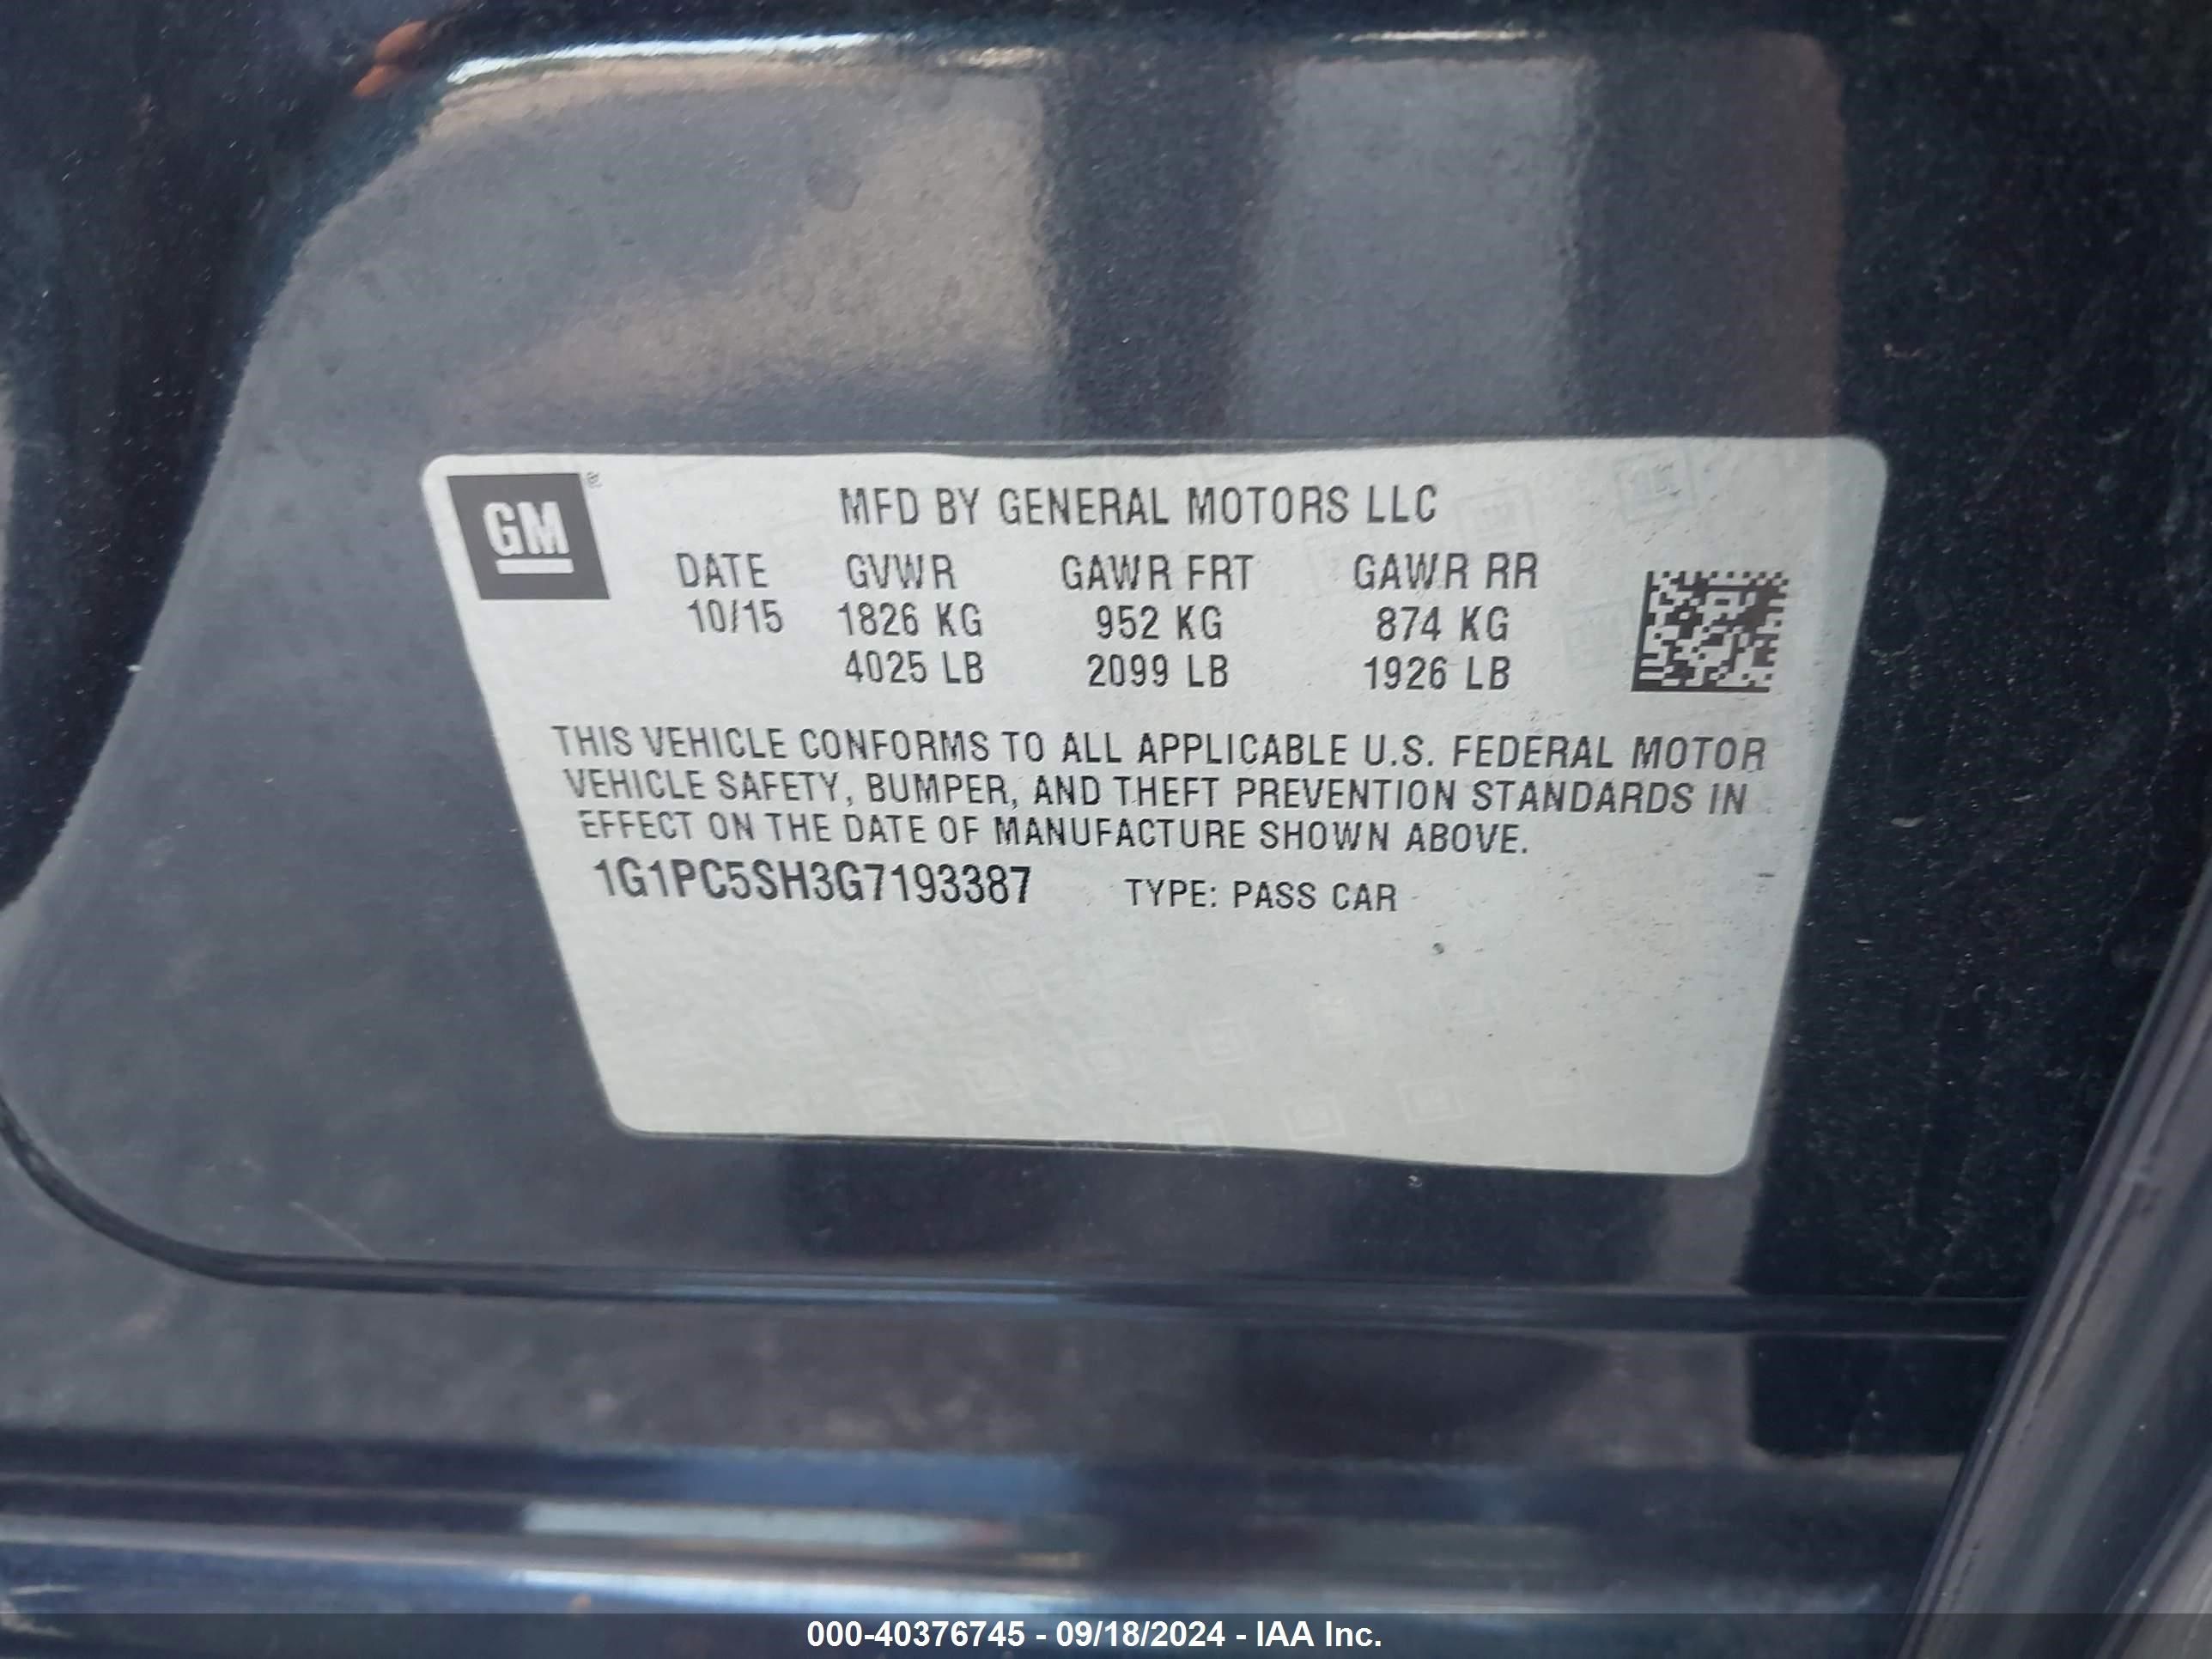 GM ®
MFD BY GENERAL MOTORS LLC
DATE GVWR GAWR FRT GAWR RR
10/15 1826 KG 952 KG 874 KG
4025 LB 2099 LB 1926 LB
THIS VEHICLE CONFORMS TO ALL APPLICABLE U.S. FEDERAL MOTOR
VEHICLE SAFETY, BUMPER, AND THEFT PREVENTION STANDARDS IN
EFFECT ON THE DATE OF MANUFACTURE SHOWN ABOVE.
1G1PC5SH3G7193387 TYPE: PASS CAR
000-40376745 - 09/18/2024 - IAA Inc.